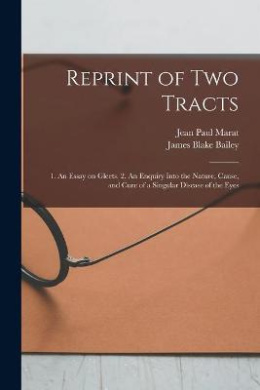 Reprint of Two
Tracts
Jean Paul Marat
James Blake Bailey
1. An Essay on Gleets. 2. An Enquiry Into the Nature, Cause,
and Cure of a Singular Disease of the Eyes